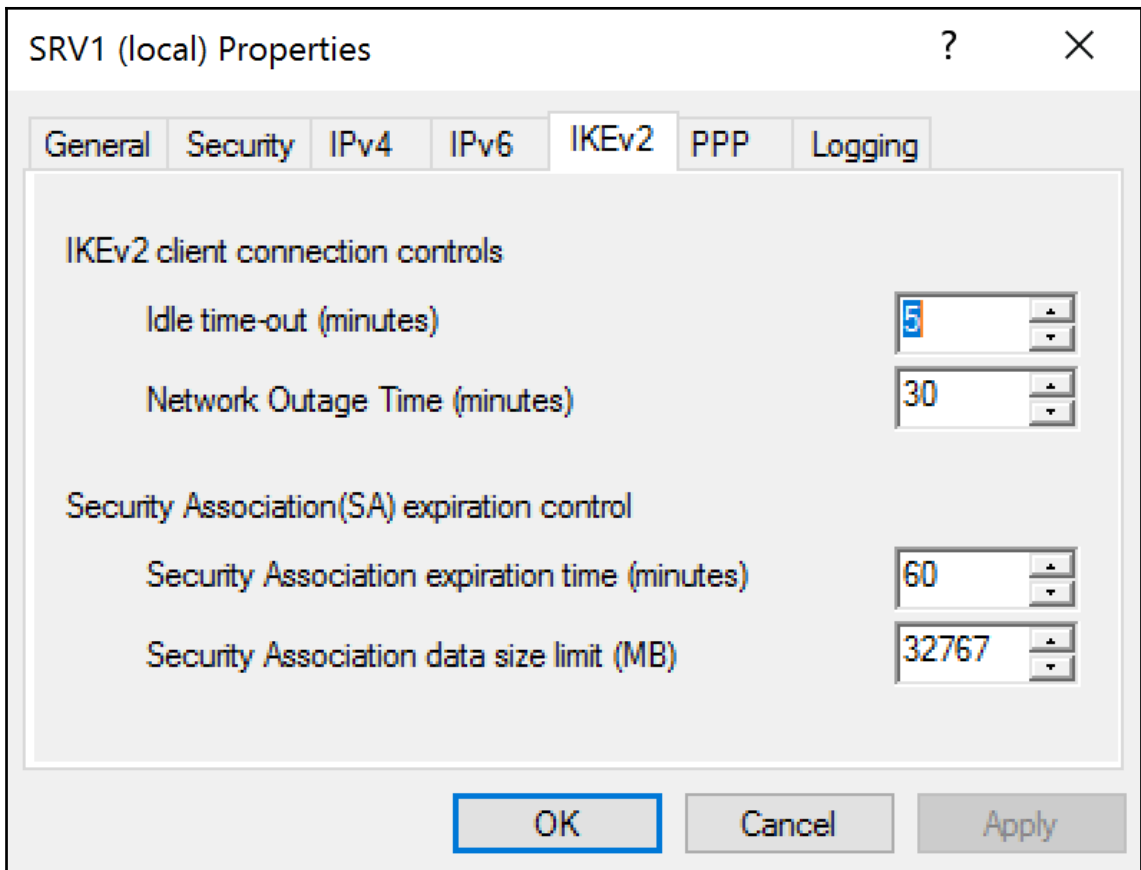 SRV1 (local) Properties ?
General Security IPv4 IPv6 IKEv2 PPP Logging
IKEv2 client connection controls
Idle time-out (minutes) 5
Network Outage Time (minutes) 30
Security Association(SA) expiration control
Security Association expiration time (minutes) 60
Security Association data size limit (MB) 32767
OK Cancel Apply